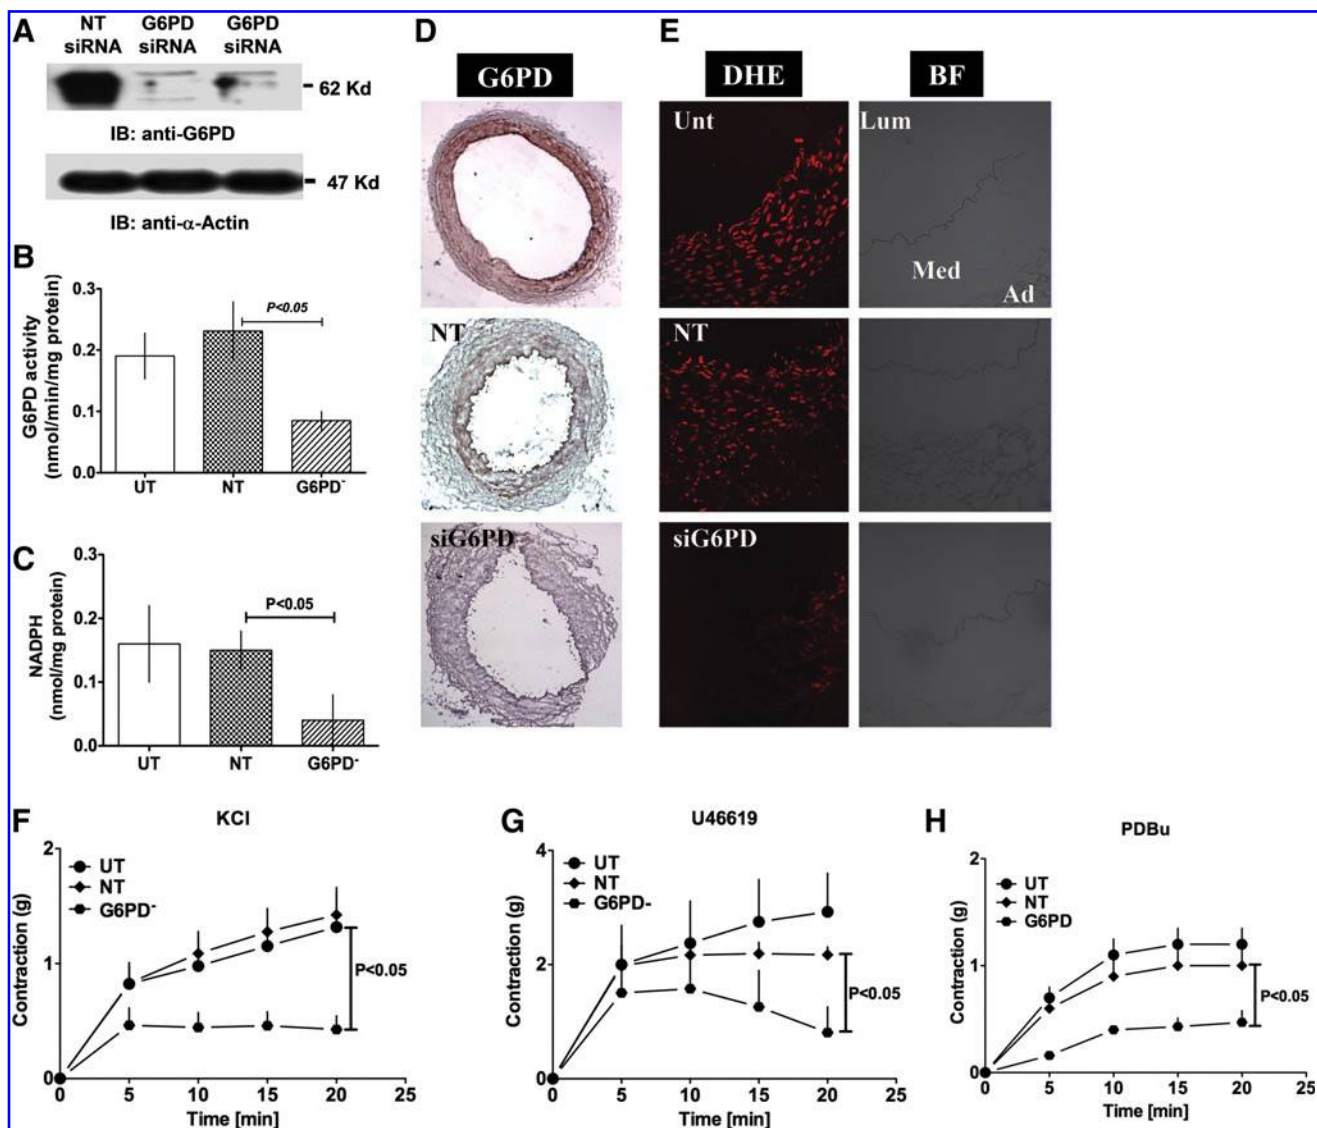 A
NT siRNA
G6PD siRNA
G6PD siRNA
62 Kd
IB: anti-G6PD
47 Kd
IB: anti-α-Actin
B
G6PD activity
(nmol/min/mg protein)
0.3
0.2
0.1
0.0
P<0.05
UT
NT
G6PD⁻
C
NADPH
(nmol/mg protein)
0.3
0.2
0.1
0.0
P<0.05
UT
NT
G6PD⁻
D
G6PD
NT
siG6PD
E
DHE
BF
Unt
Lum
Med
Ad
NT
siG6PD
F
KCl
Contraction (g)
2
1
0
UT
NT
G6PD⁻
P<0.05
0 5 10 15 20 25
Time [min]
G
U46619
Contraction (g)
4
2
0
UT
NT
G6PD-
P<0.05
0 5 10 15 20 25
Time [min]
H
PDBu
Contraction (g)
2
1
0
UT
NT
G6PD
P<0.05
0 5 10 15 20 25
Time [min]